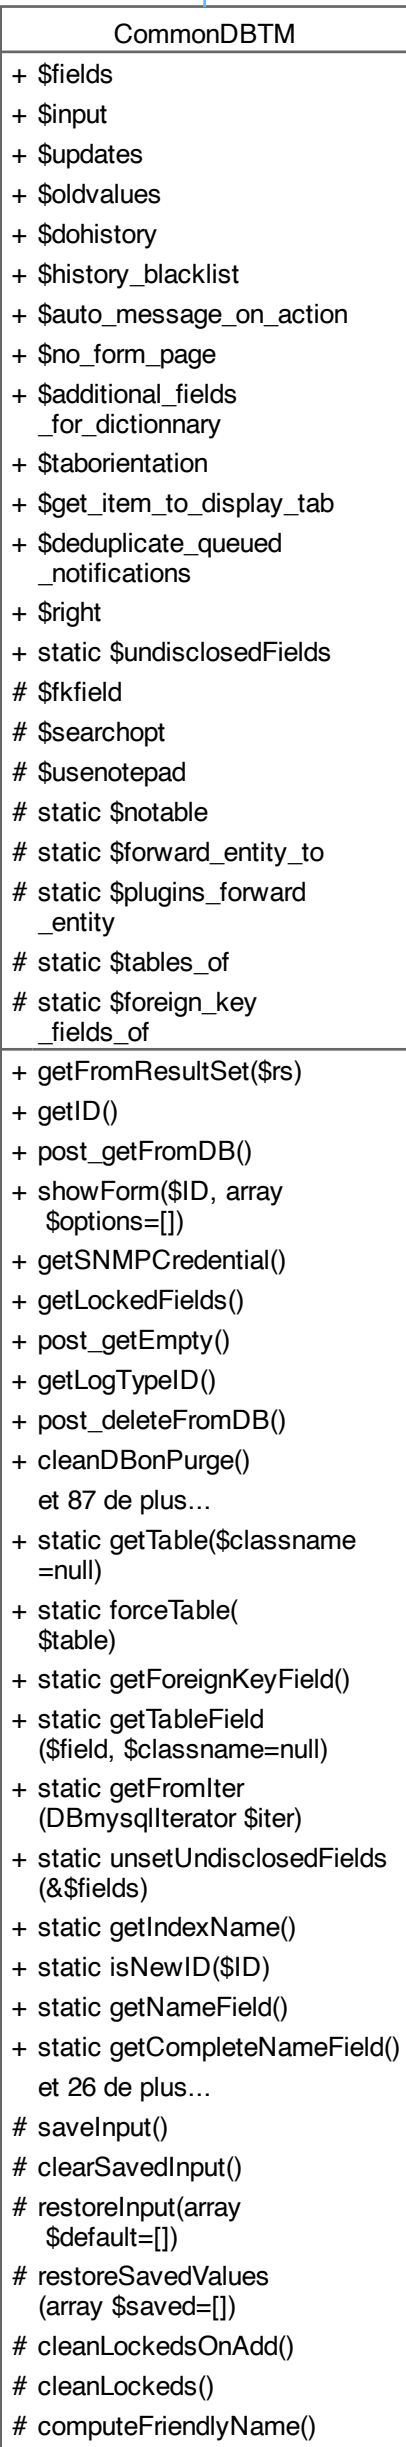 CommonDBTM
+ $fields
+ $input
+ $updates
+ $oldvalues
+ $dohistory
+ $history_blacklist
+ $auto_message_on_action
+ $no_form_page
+ $additional_fields
_for_dictionnary
+ $taborientation
+ $get_item_to_display_tab
+ $deduplicate_queued
_notifications
+ $right
+ static $undisclosedFields
# $fkfield
# $searchopt
# $usenotepad
# static $notable
# static $forward_entity_to
# static $plugins_forward
_entity
# static $tables_of
# static $foreign_key
_fields_of
+ getFromResultSet($rs)
+ getID()
+ post_getFromDB()
+ showForm($ID, array
$options=[])
+ getSNMPCredential()
+ getLockedFields()
+ post_getEmpty()
+ getLogTypeID()
+ post_deleteFromDB()
+ cleanDBonPurge()
et 87 de plus...
+ static getTable($classname
=null)
+ static forceTable(
$table)
+ static getForeignKeyField()
+ static getTableField
($field, $classname=null)
+ static getFromIter
(DBmysqlIterator $iter)
+ static unsetUndisclosedFields
(&$fields)
+ static getIndexName()
+ static isNewID($ID)
+ static getNameField()
+ static getCompleteNameField()
et 26 de plus...
# saveInput()
# clearSavedInput()
# restoreInput(array
$default=[])
# restoreSavedValues
(array $saved=[])
# cleanLockedsOnAdd()
# cleanLockeds()
# computeFriendlyName()